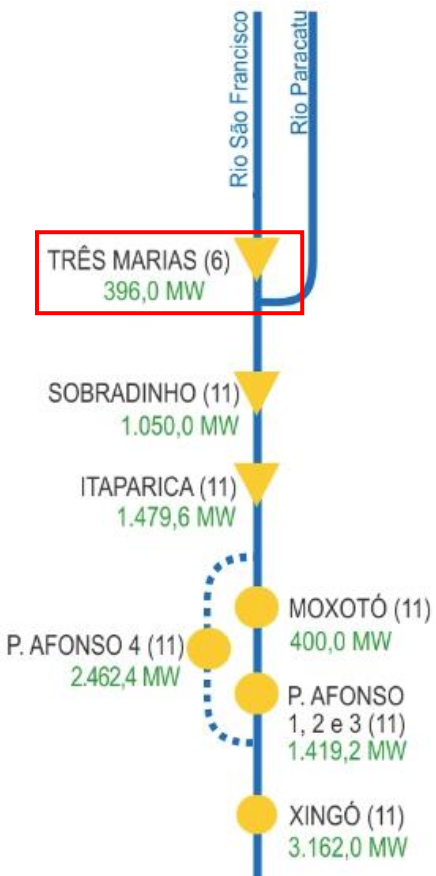 Rio São Francisco
Rio Paracatu
TRÊS MARIAS (6)
396,0 MW
SOBRADINHO (11)
1.050,0 MW
ITAPARICA (11)
1.479,6 MW
MOXOTÓ (11)
400,0 MW
P. AFONSO 4 (11)
2.462,4 MW
P. AFONSO
1, 2 e 3 (11)
1.419,2 MW
XINGÓ (11)
3.162,0 MW